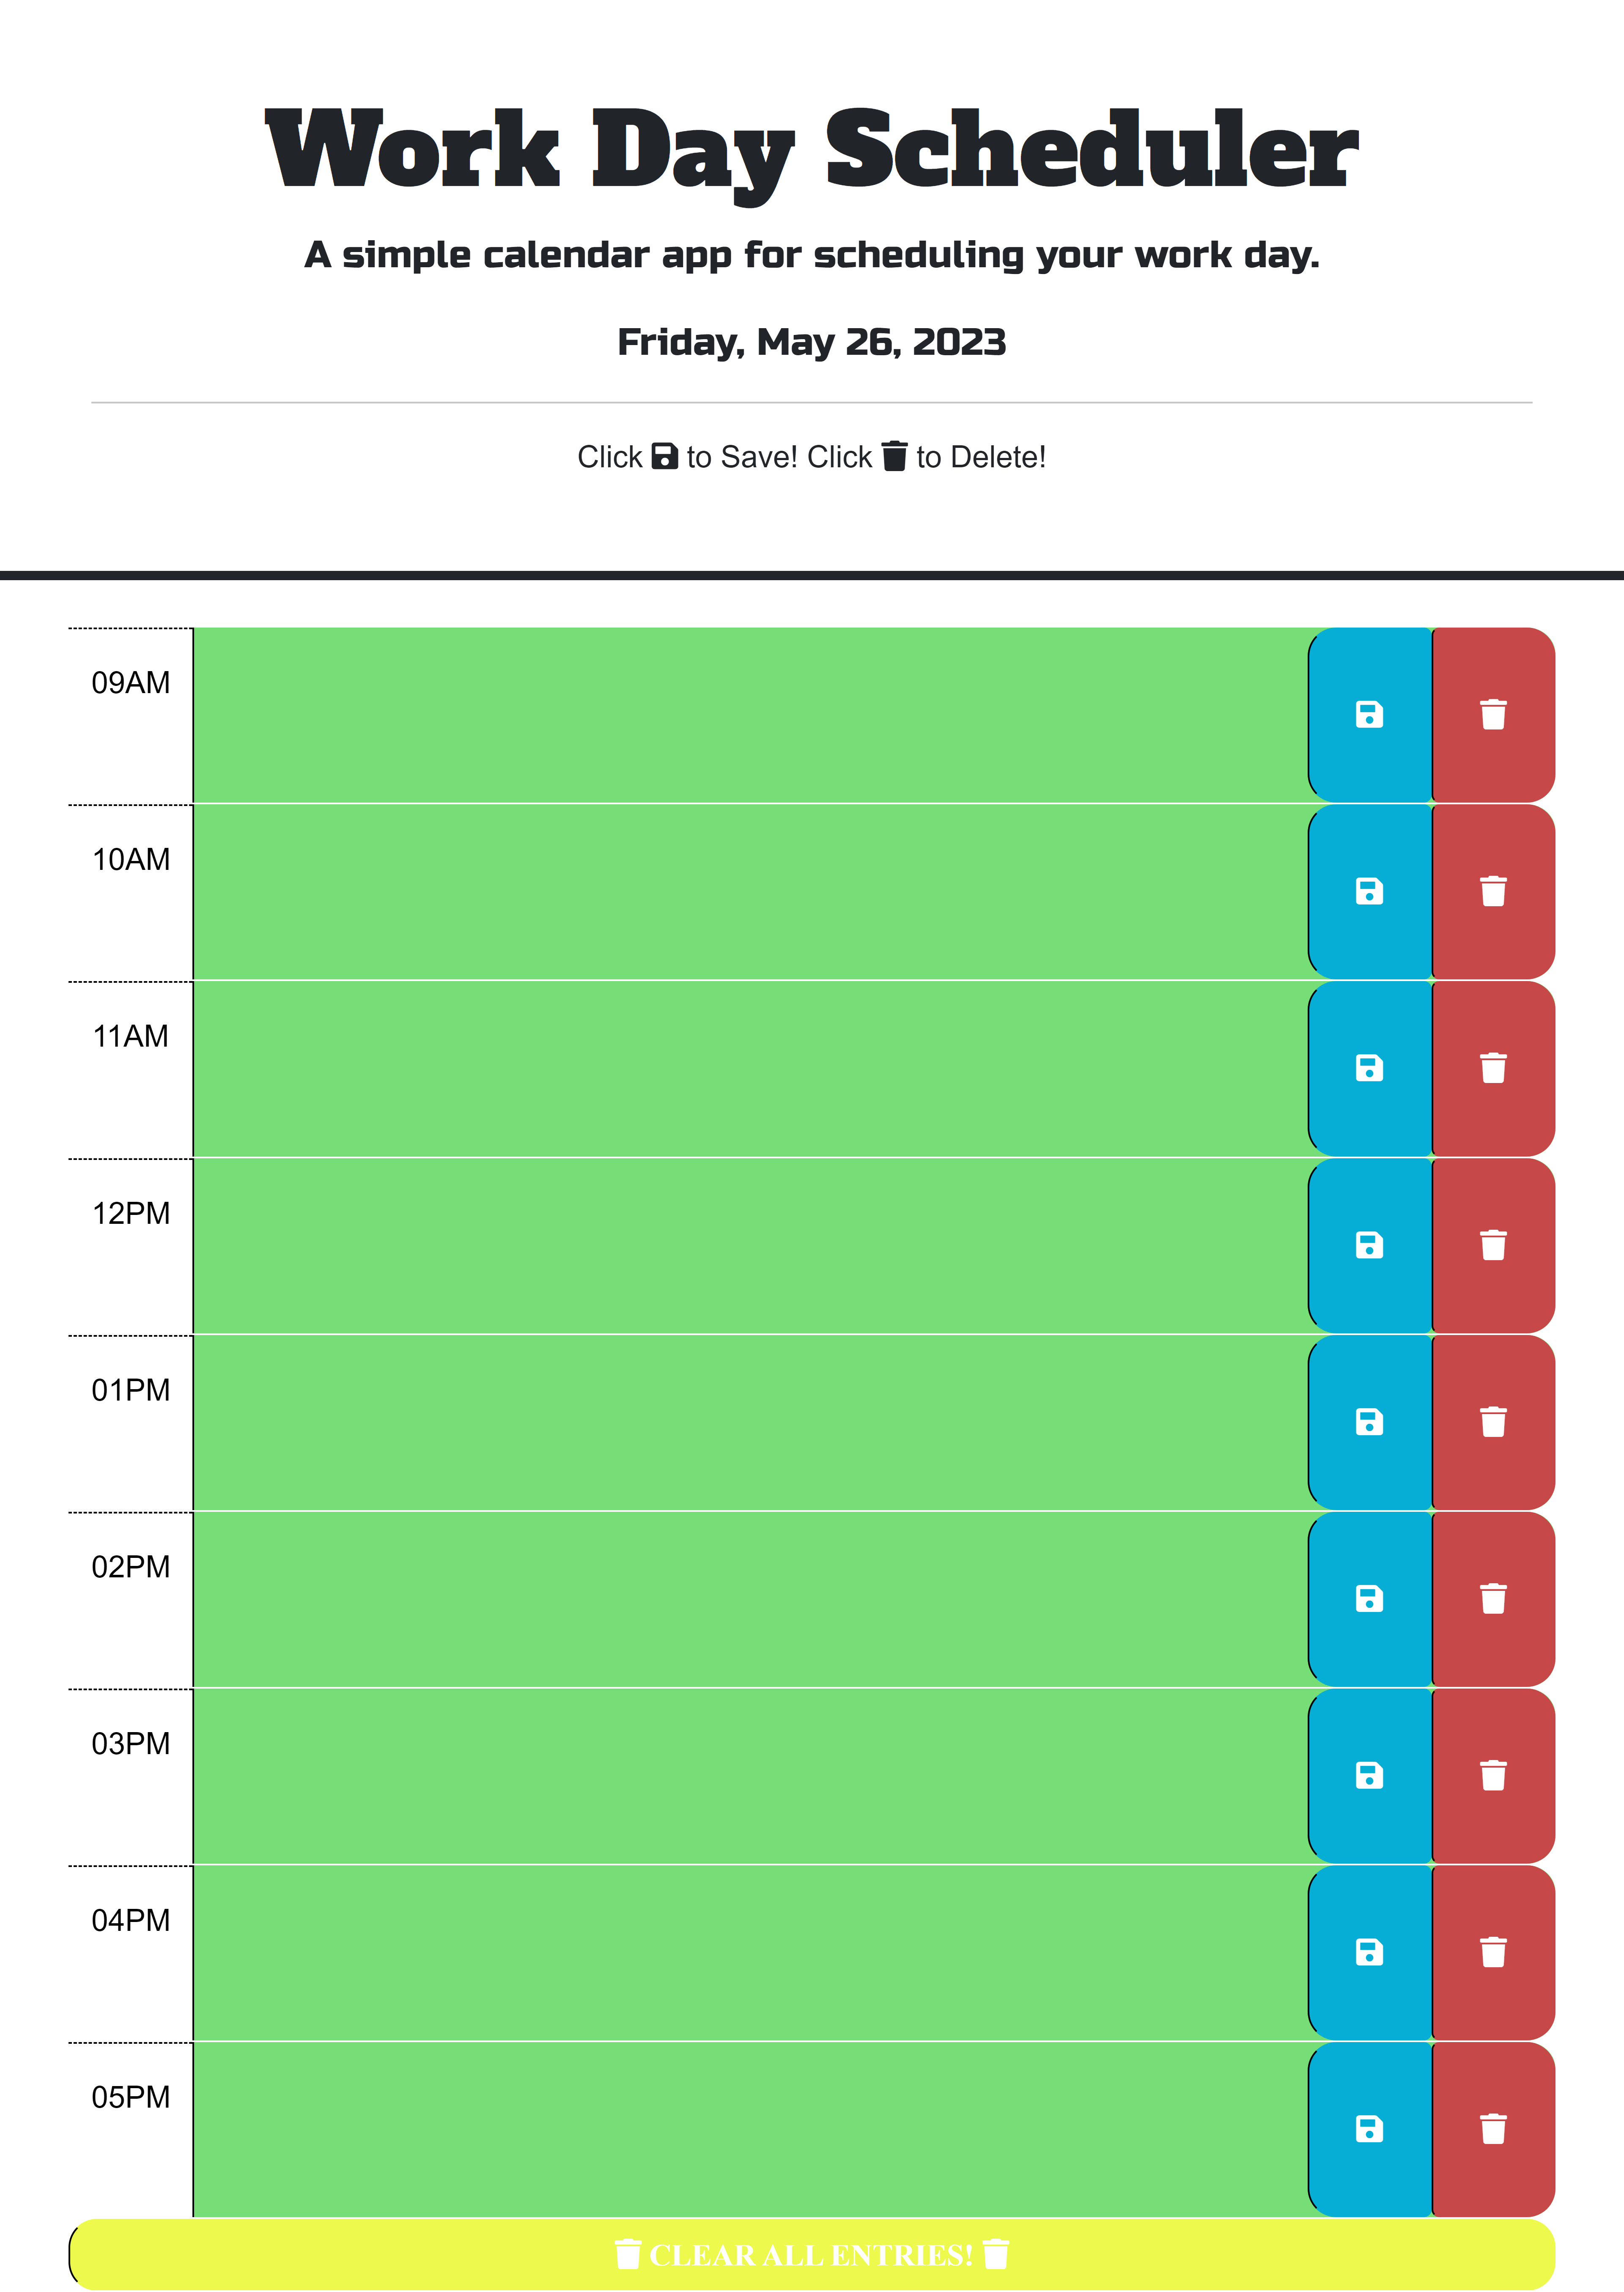 Work Day Scheduler
A simple calendar app for scheduling your work day.
Friday, May 26, 2023
Click to Save! Click to Delete!
09AM
10AM
11AM
12PM
01PM
02PM
03PM
04PM
05PM
CLEAR ALL ENTRIES!